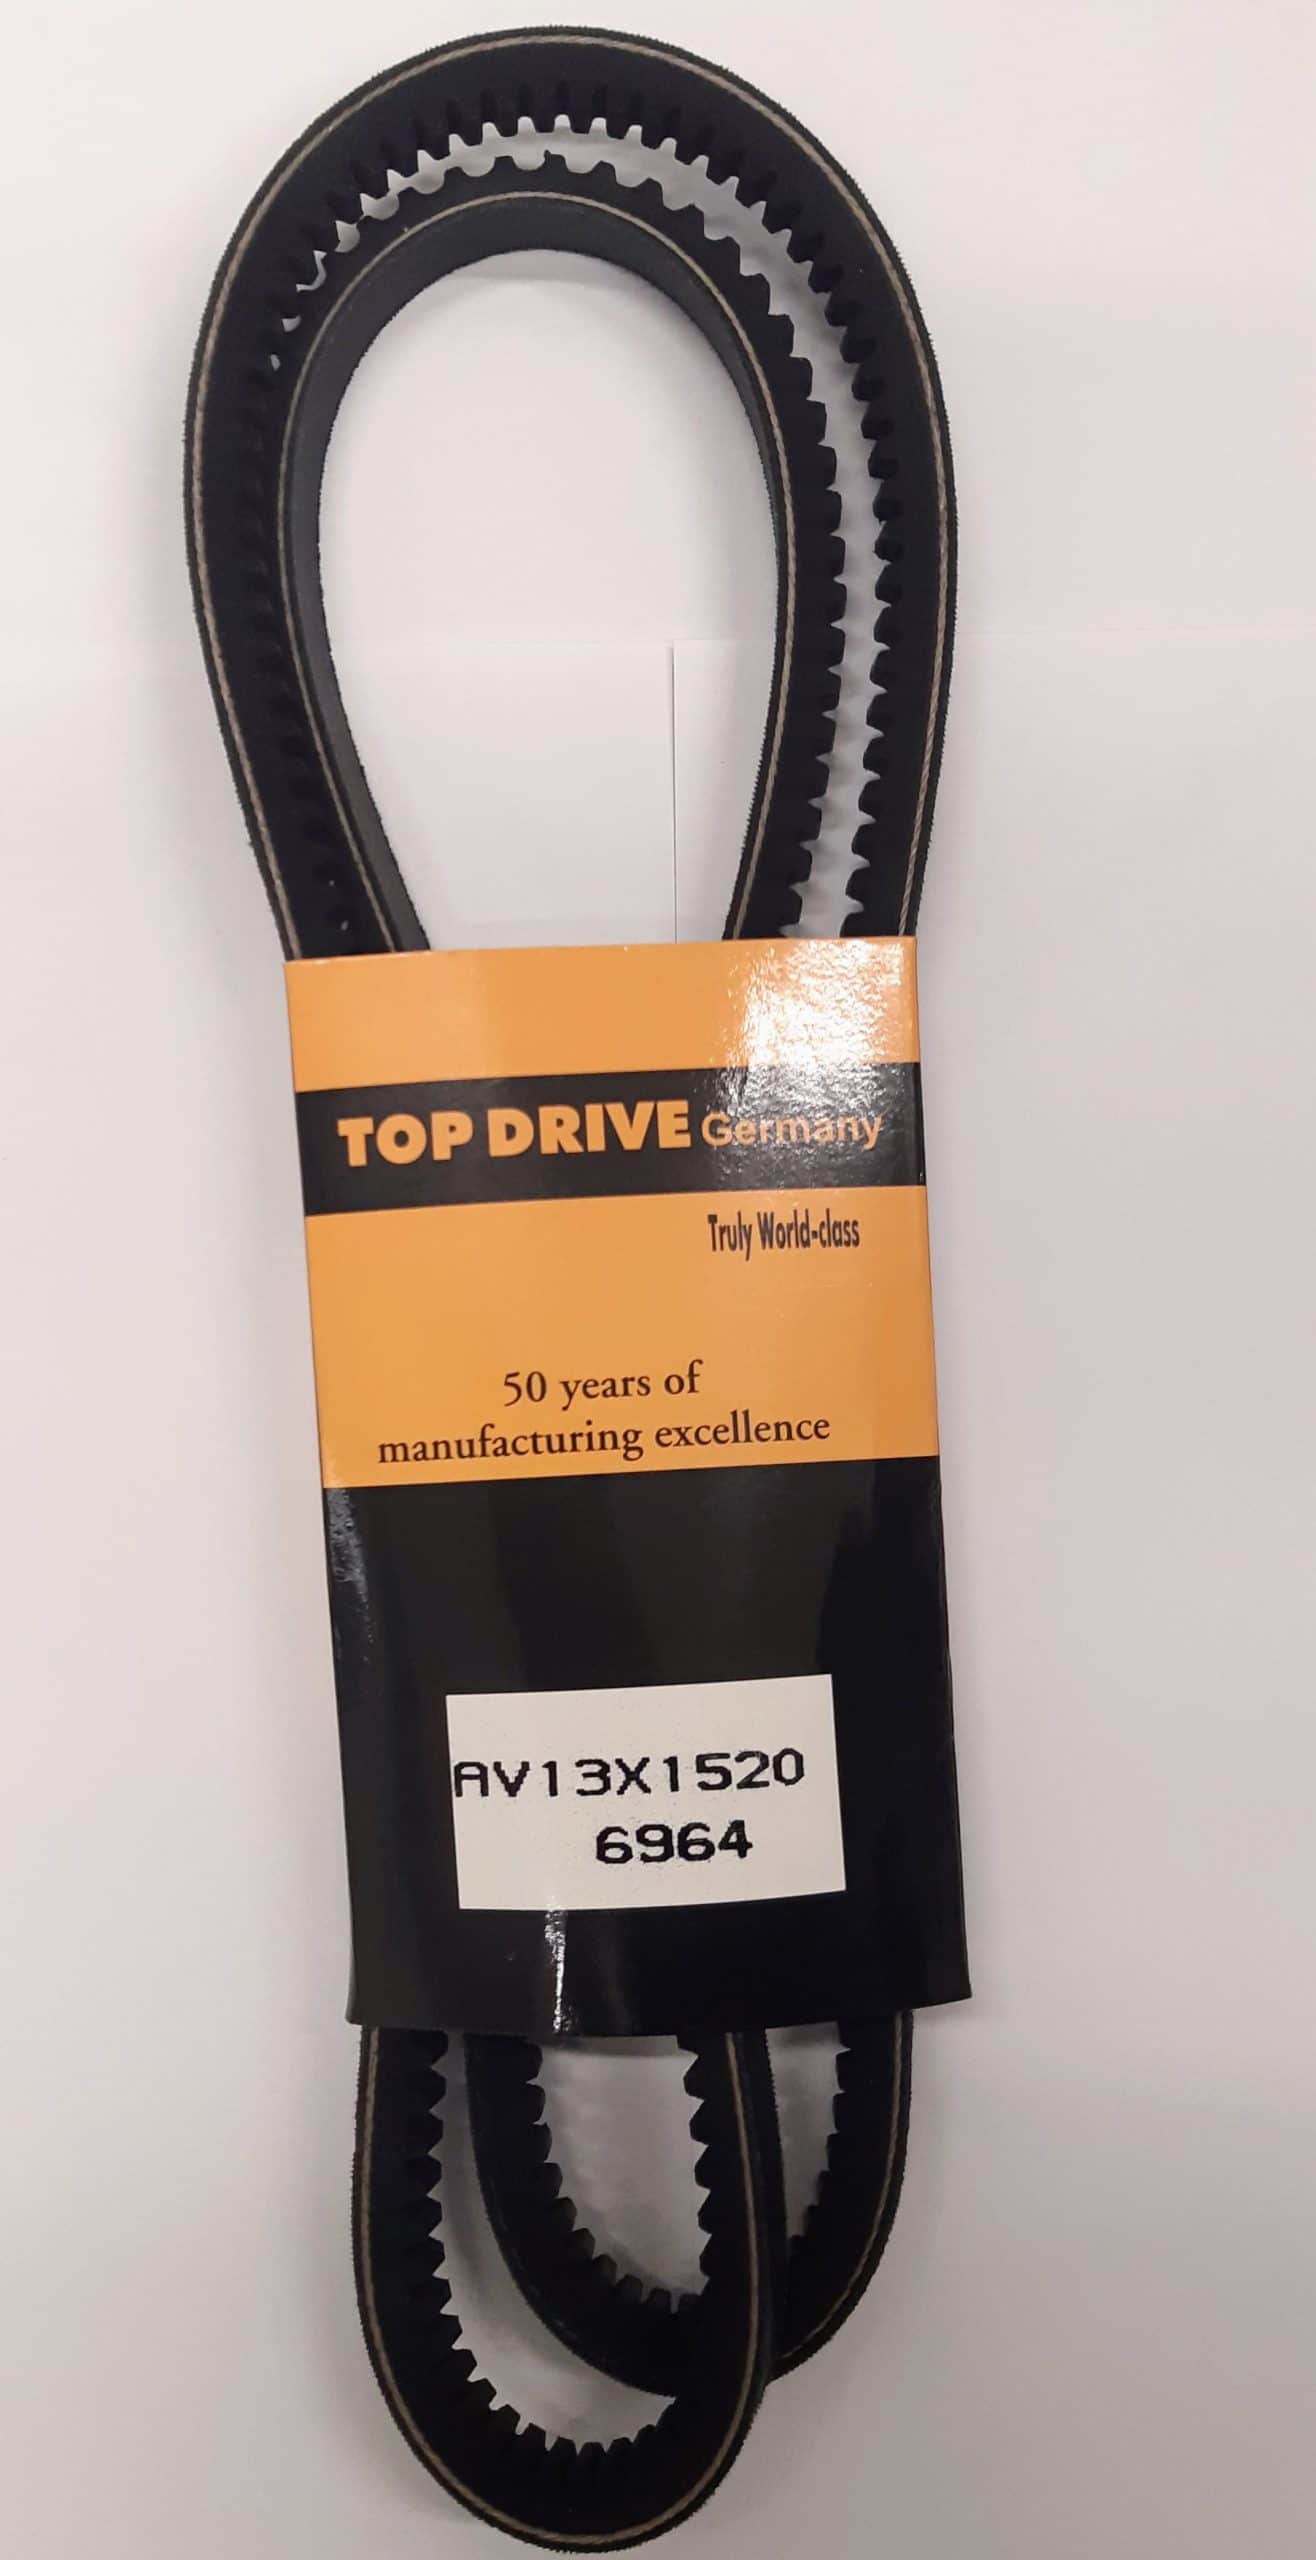 TOP DRIVE Germany
Truly World-class
50 years of
manufacturing excellence
AV13X1520
6964